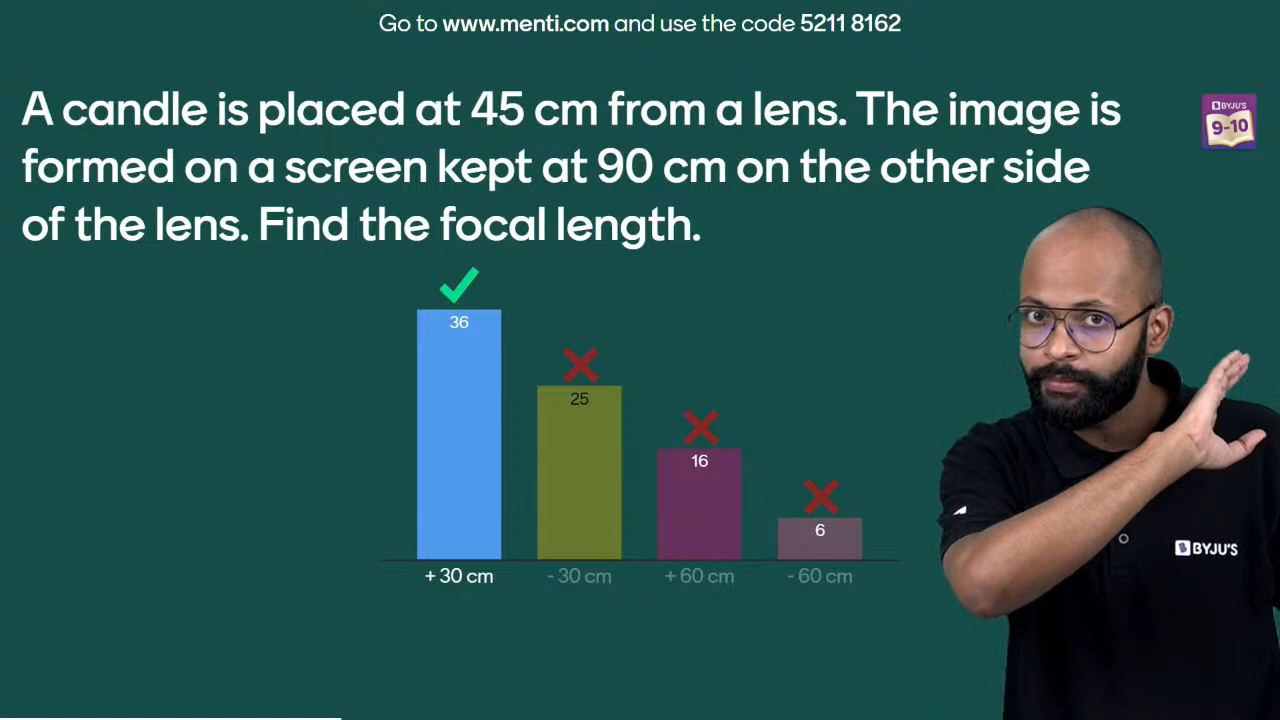 Go to www.menti.com and use the code 5211 8162
A candle is placed at 45 cm from a lens. The image is
formed on a screen kept at 90 cm on the other side
of the lens. Find the focal length.
BYJU'S
9-10
36
25
16
6
+ 30 cm
- 30 cm
+ 60 cm
- 60 cm
BYJU'S